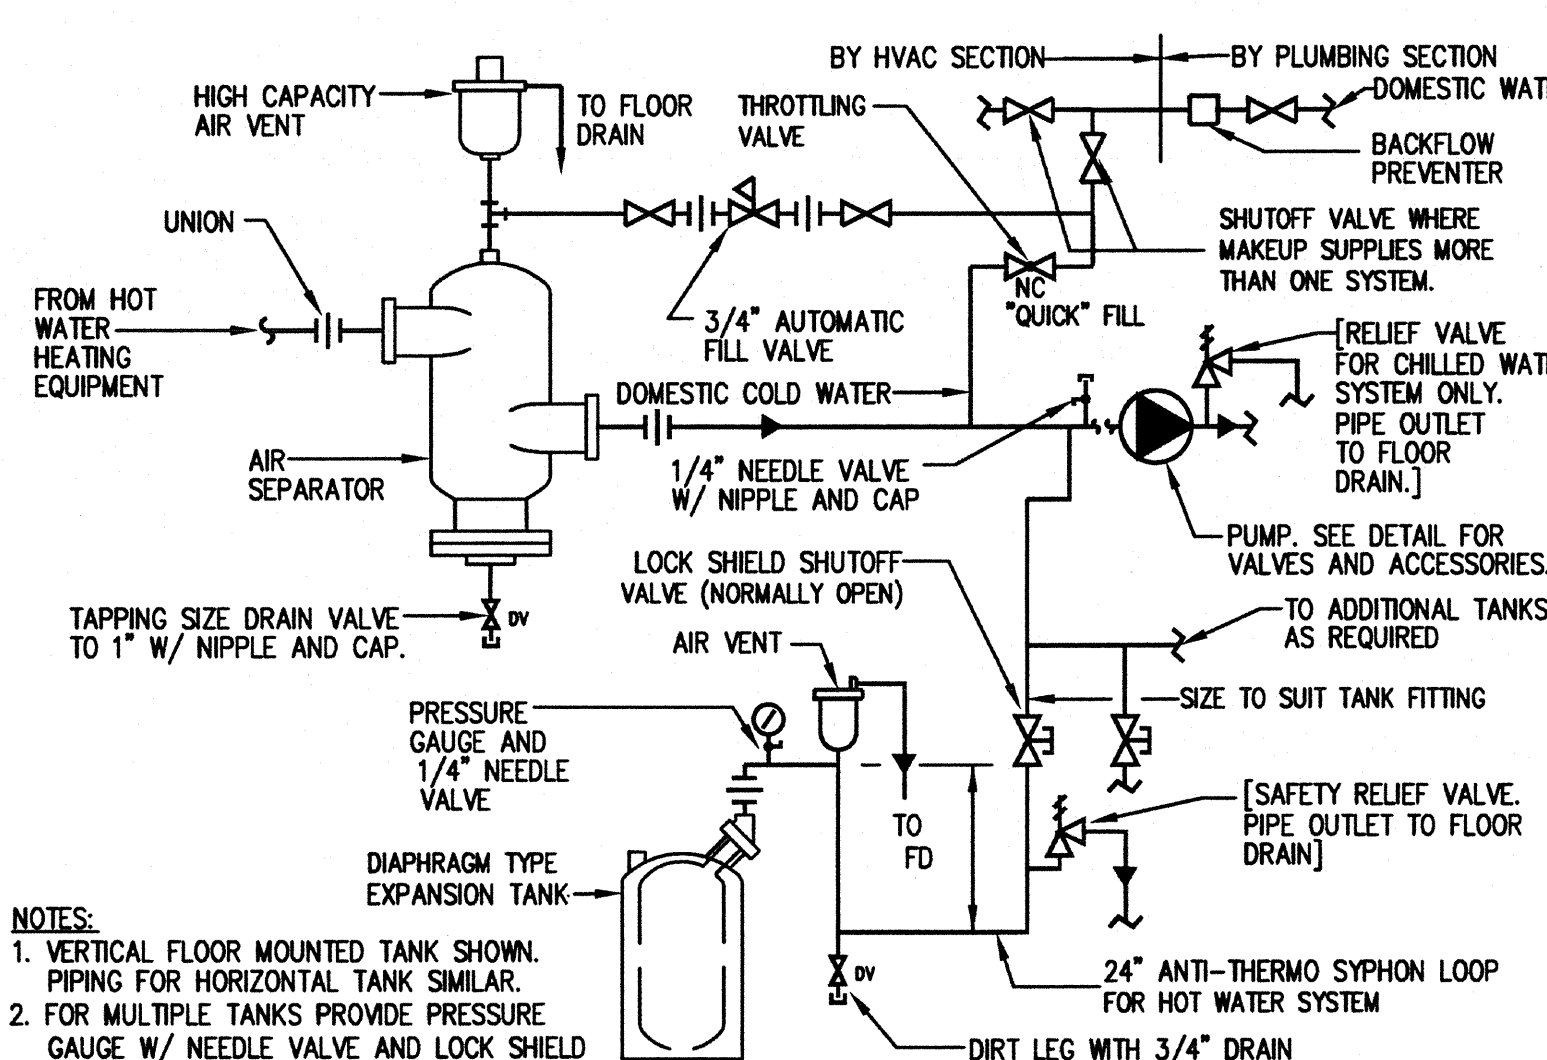 BY HVAC SECTION
BY PLUMBING SECTION
DOMESTIC
HIGH CAPACITY
AIR VENT
TO FLOOR
DRAIN
THROTTLING
VALVE
BACKFLOW
PREVENTER
UNION
SHUTOFF VALVE WHERE
MAKEUP SUPPLIES MORE
THAN ONE SYSTEM.
FROM HOT
WATER
HEATING
EQUIPMENT
3/4" AUTOMATIC
FILL VALVE
NC
"QUICK" FILL
[RELIEF VALVE
FOR CHILLED
SYSTEM ONLY.
PIPE OUTLET
TO FLOOR
DRAIN.]
DOMESTIC COLD WATER
AIR
SEPARATOR
1/4" NEEDLE VALVE
W/ NIPPLE AND CAP
PUMP. SEE DETAIL FOR
VALVES AND ACCESSORIES.
LOCK SHIELD SHUTOFF
VALVE (NORMALLY OPEN)
TAPPING SIZE DRAIN VALVE
TO 1" W/ NIPPLE AND CAP.
DV
TO ADDITIONAL TANKS
AS REQUIRED
AIR VENT
SIZE TO SUIT TANK FITTING
PRESSURE
GAUGE AND
1/4" NEEDLE
VALVE
TO
FD
[SAFETY RELIEF VALVE.
PIPE OUTLET TO FLOOR
DRAIN]
DIAPHRAGM TYPE
EXPANSION TANK
NOTES:
1. VERTICAL FLOOR MOUNTED TANK SHOWN.
PIPING FOR HORIZONTAL TANK SIMILAR.
2. FOR MULTIPLE TANKS PROVIDE PRESSURE
GAUGE W/ NEEDLE VALVE AND LOCK SHIELD
DV
24" ANTI-THERMO SYPHON LOOP
FOR HOT WATER SYSTEM
DIRT LEG WITH 3/4" DRAIN